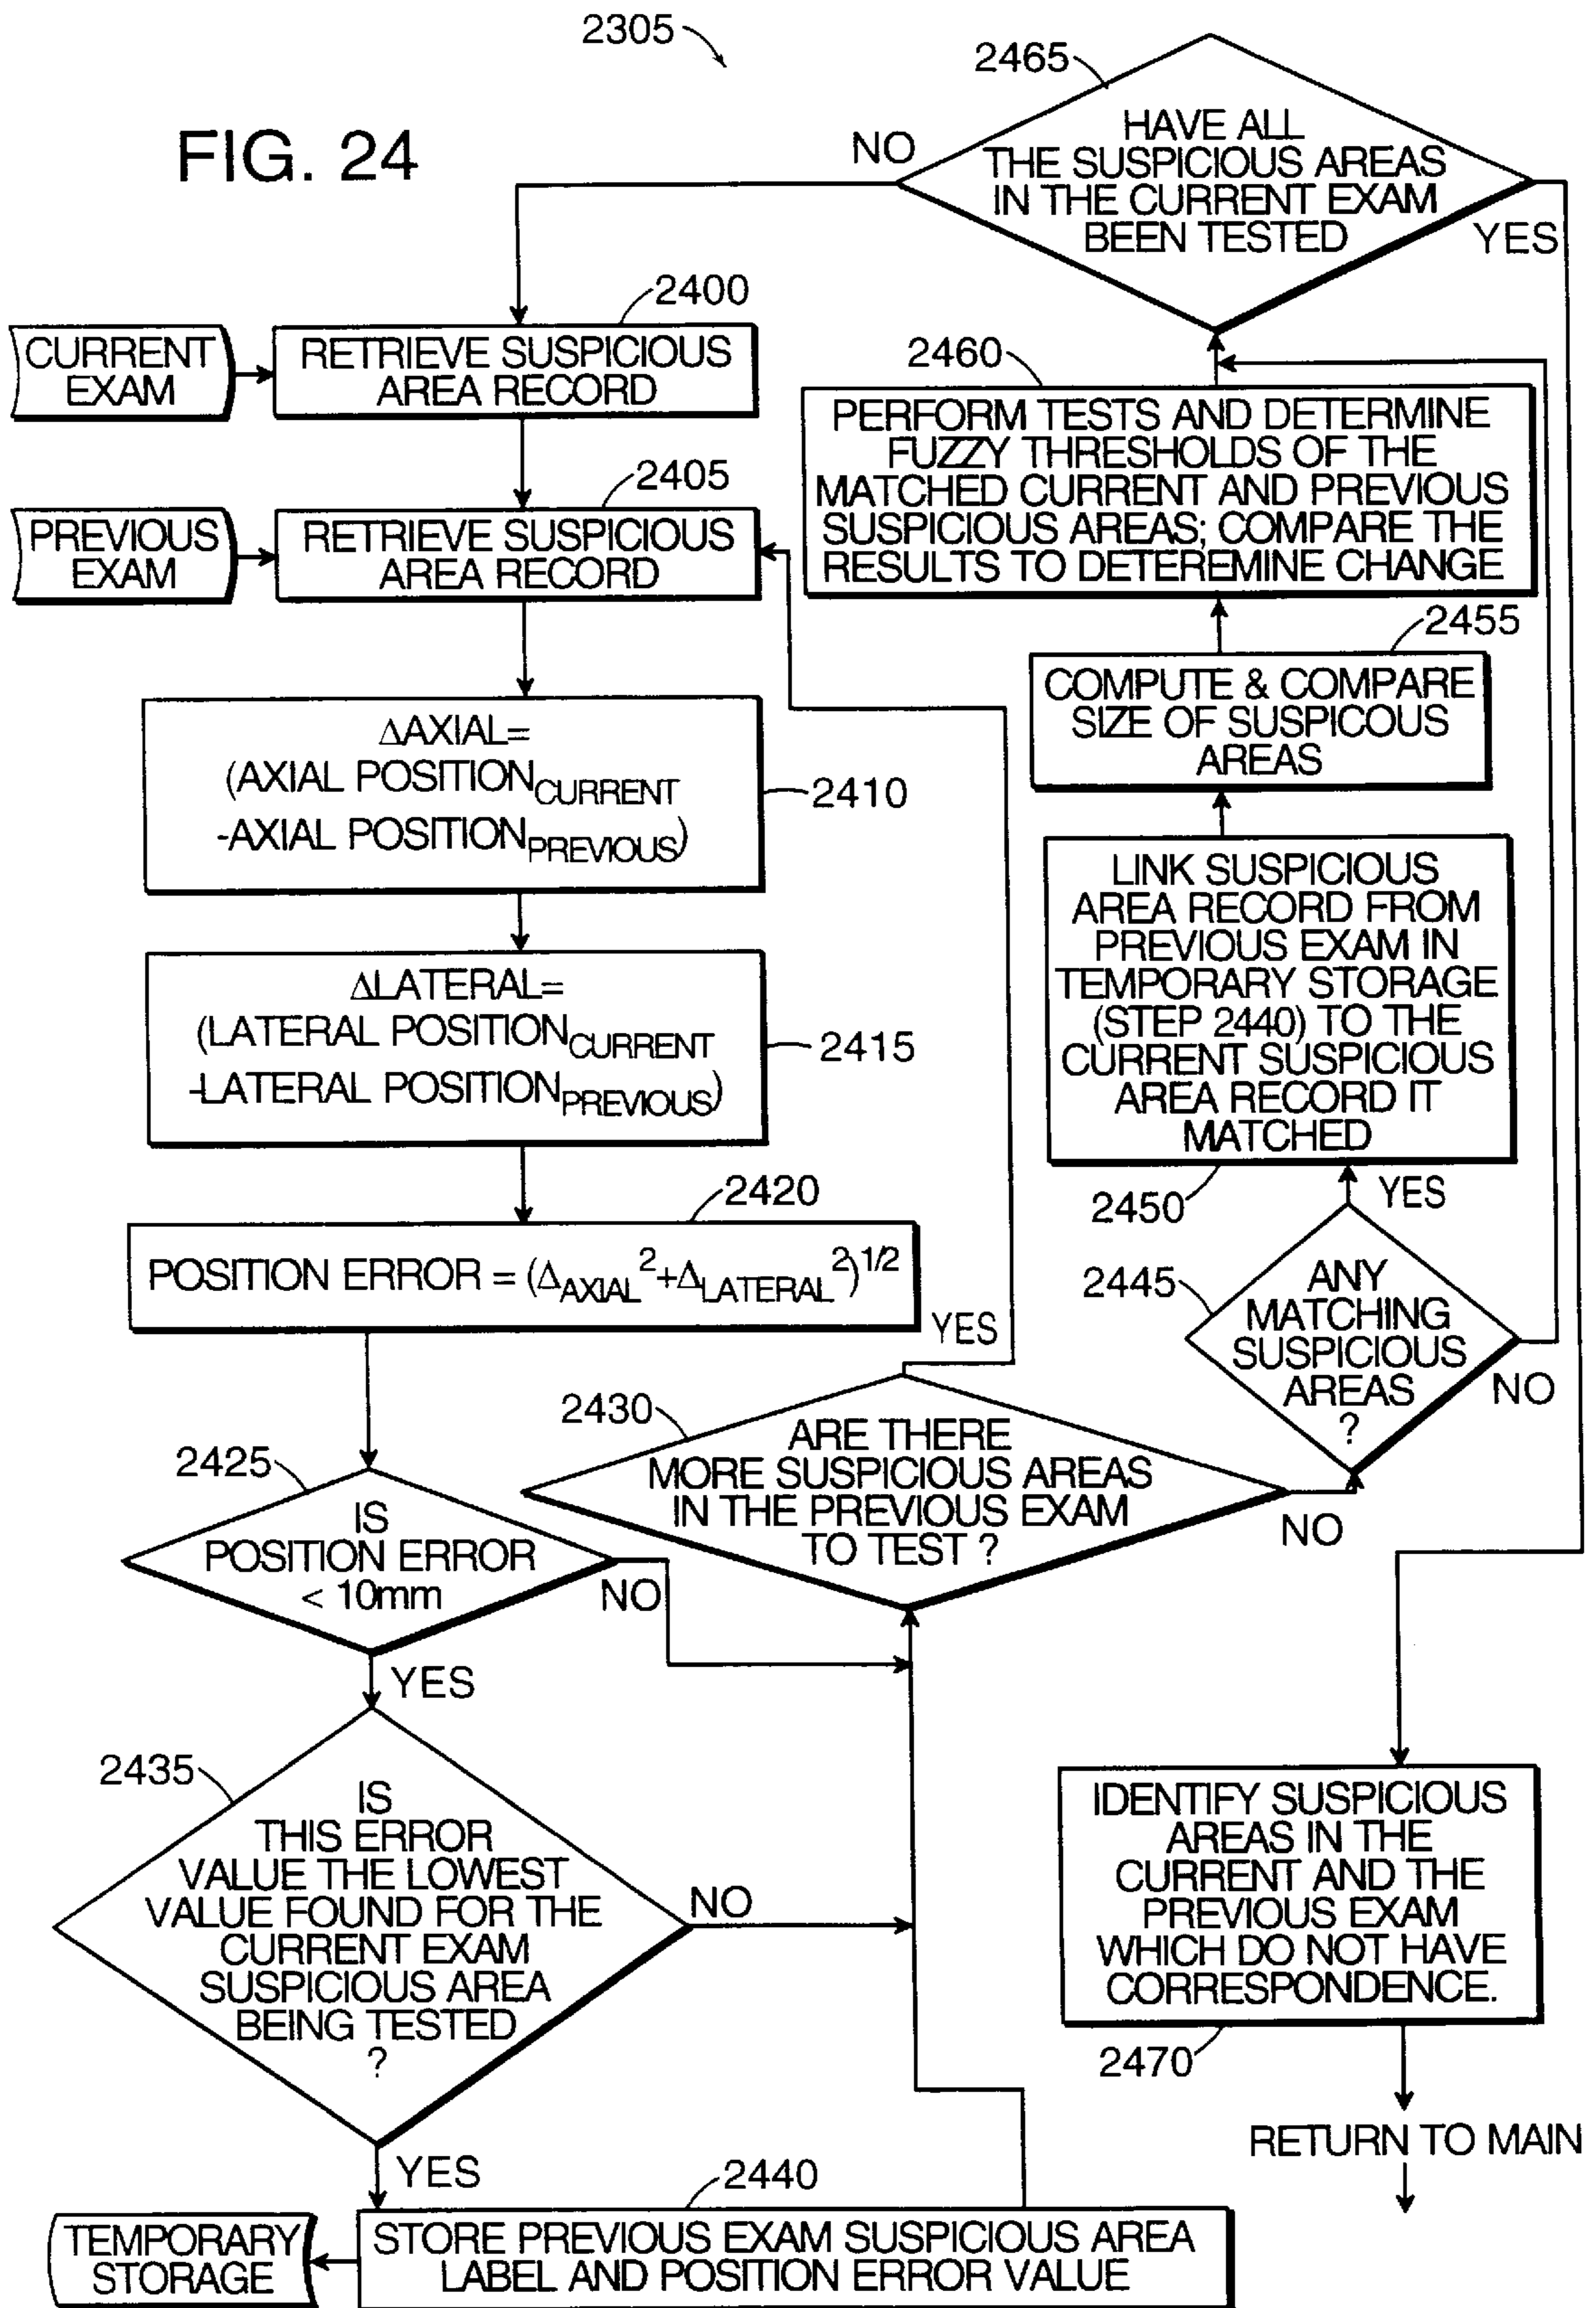 2305
FIG. 24
2465
HAVE ALL
THE SUSPICIOUS AREAS
IN THE CURRENT EXAM
BEEN TESTED
NO
YES
2400
CURRENT
EXAM
RETRIEVE SUSPICIOUS
AREA RECORD
2405
PREVIOUS
EXAM
RETRIEVE SUSPICIOUS
AREA RECORD
ΔAXIAL=
(AXIAL POSITION_CURRENT
-AXIAL POSITION_PREVIOUS)
2410
ΔLATERAL=
(LATERAL POSITION_CURRENT
-LATERAL POSITION_PREVIOUS)
2415
2420
POSITION ERROR = (Δ_AXIAL²+Δ_LATERAL²)^1/2
2425
IS
POSITION ERROR
< 10mm
NO
YES
2430
ARE THERE
MORE SUSPICIOUS AREAS
IN THE PREVIOUS EXAM
TO TEST ?
YES
NO
2435
IS
THIS ERROR
VALUE THE LOWEST
VALUE FOUND FOR THE
CURRENT EXAM
SUSPICIOUS AREA
BEING TESTED
?
NO
YES
2440
TEMPORARY
STORAGE
STORE PREVIOUS EXAM SUSPICIOUS AREA
LABEL AND POSITION ERROR VALUE
2460
PERFORM TESTS AND DETERMINE
FUZZY THRESHOLDS OF THE
MATCHED CURRENT AND PREVIOUS
SUSPICIOUS AREAS; COMPARE THE
RESULTS TO DETEREMINE CHANGE
2455
COMPUTE & COMPARE
SIZE OF SUSPICOUS
AREAS
LINK SUSPICIOUS
AREA RECORD FROM
PREVIOUS EXAM IN
TEMPORARY STORAGE
(STEP 2440) TO THE
CURRENT SUSPICIOUS
AREA RECORD IT
MATCHED
2450
YES
2445
ANY
MATCHING
SUSPICIOUS
AREAS
?
NO
IDENTIFY SUSPICIOUS
AREAS IN THE
CURRENT AND THE
PREVIOUS EXAM
WHICH DO NOT HAVE
CORRESPONDENCE.
2470
RETURN TO MAIN